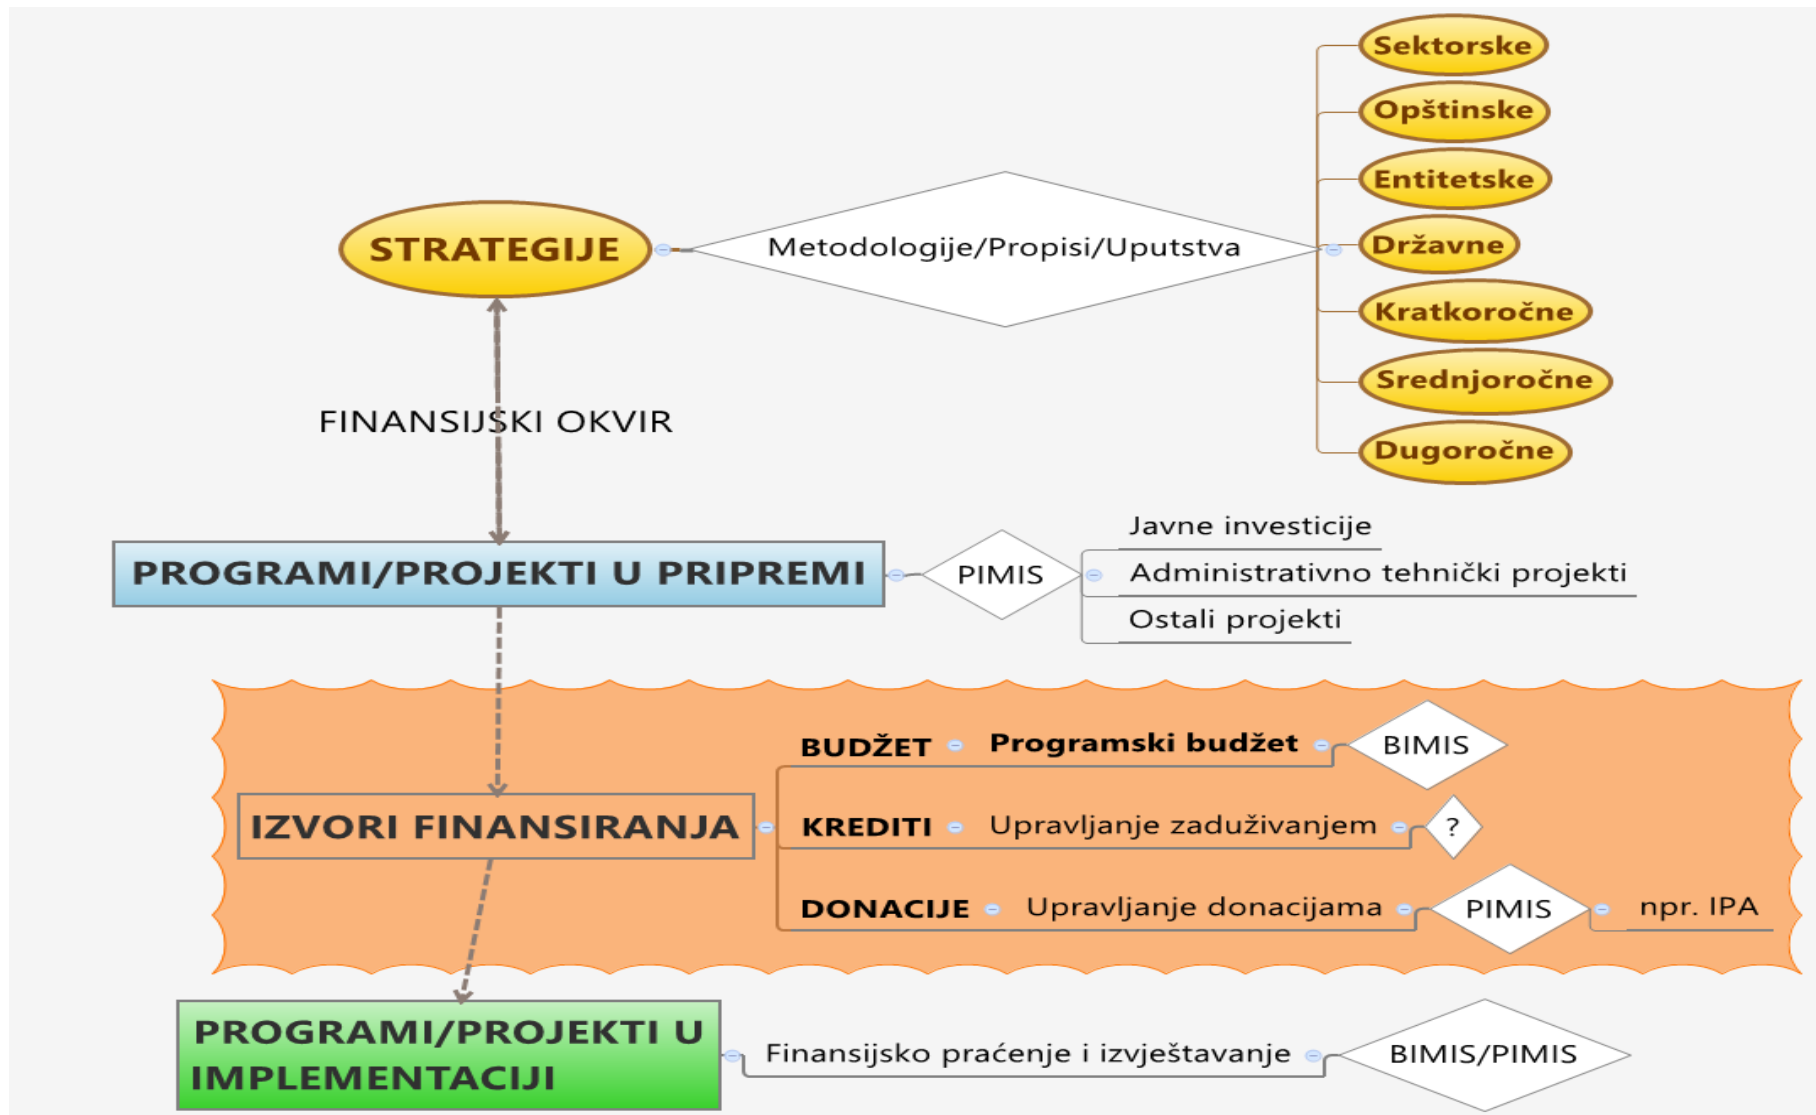 Sektorske
Opštinske
Entitetske
Državne
Kratkoročne
Srednjoročne
Dugoročne
STRATEGIJE
Metodologije/Propisi/Uputstva
FINANSIJSKI OKVIR
PROGRAMI/PROJEKTI U PRIPREMI
PIMIS
Javne investicije
Administrativno tehnički projekti
Ostali projekti
IZVORI FINANSIRANJA
BUDŽET
Programski budžet
BIMIS
KREDITI
Upravljanje zaduživanjem
?
DONACIJE
Upravljanje donacijama
PIMIS
npr. IPA
PROGRAMI/PROJEKTI U
IMPLEMENTACIJI
Finansijsko praćenje i izvještavanje
BIMIS/PIMIS